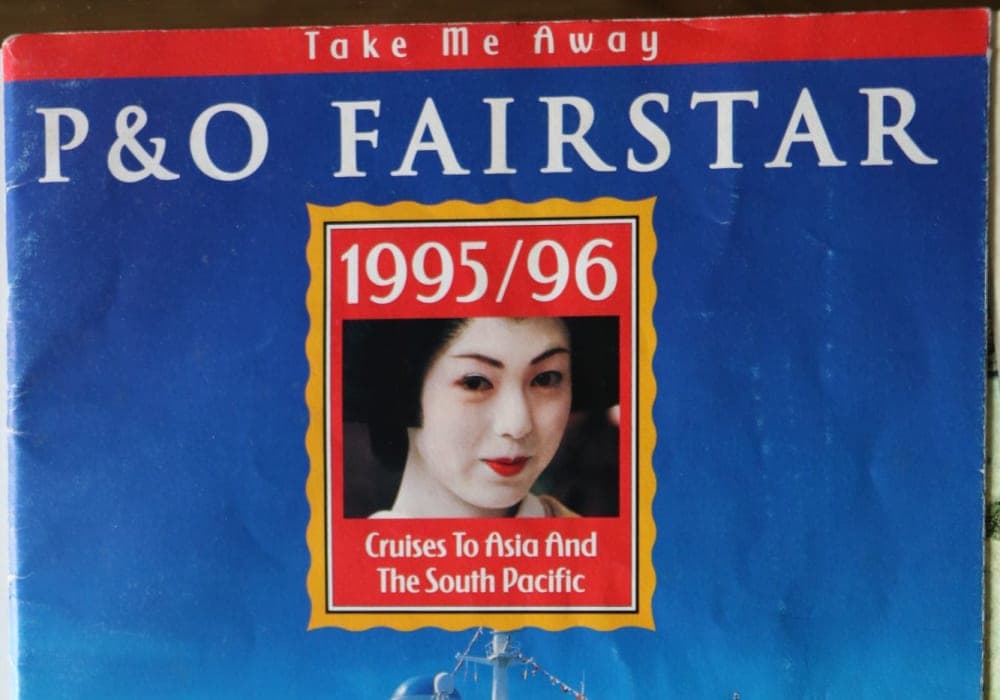 Take Me Away
P&O FAIRSTAR
1995/96
Cruises To Asia And
The South Pacific